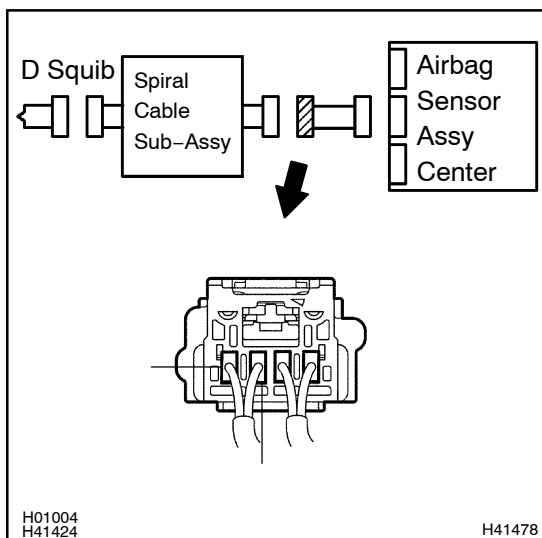 D Squib
Spiral
Cable
Sub−Assy
Airbag
Sensor
Assy
Center
H01004
H41424
H41478